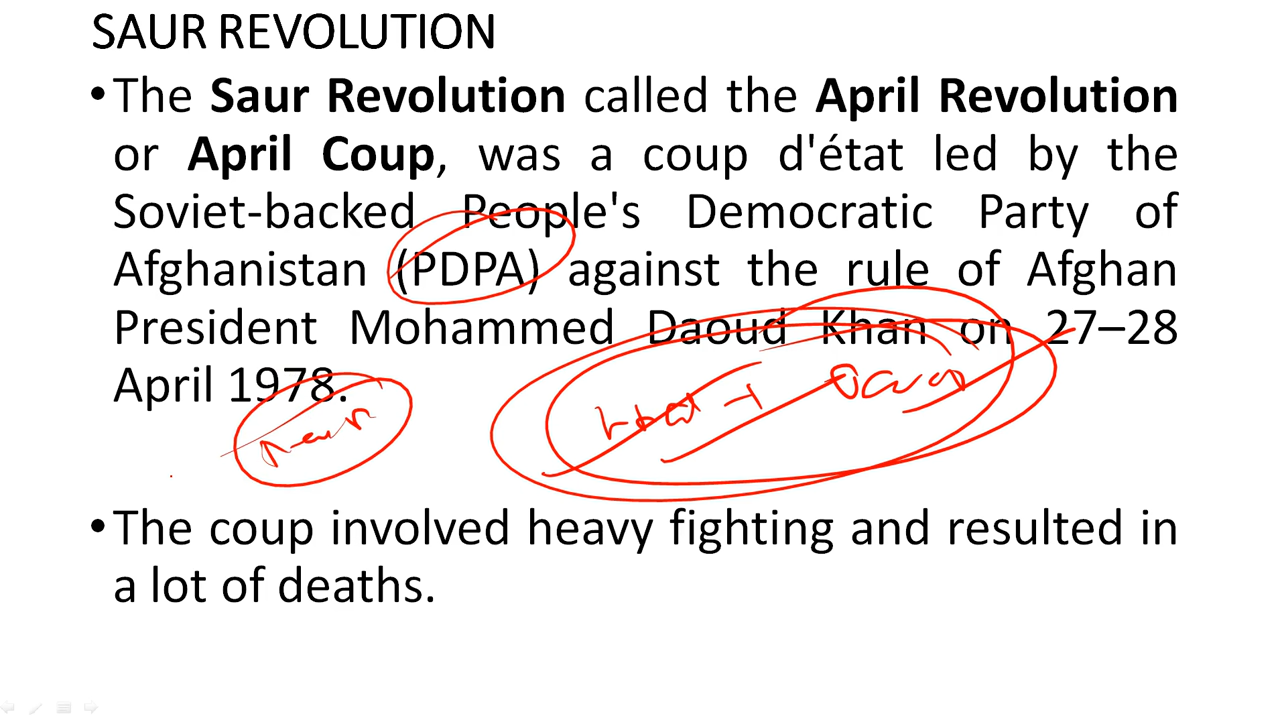 SAUR REVOLUTION
•The Saur Revolution called the April Revolution
or April Coup, was a coup d'état led by the
Soviet-backed People's Democratic Party of
Afghanistan (PDPA) against the rule of Afghan
President Mohammed Daoud Khan on 27–28
April 1978.
•The coup involved heavy fighting and resulted in
a lot of deaths.